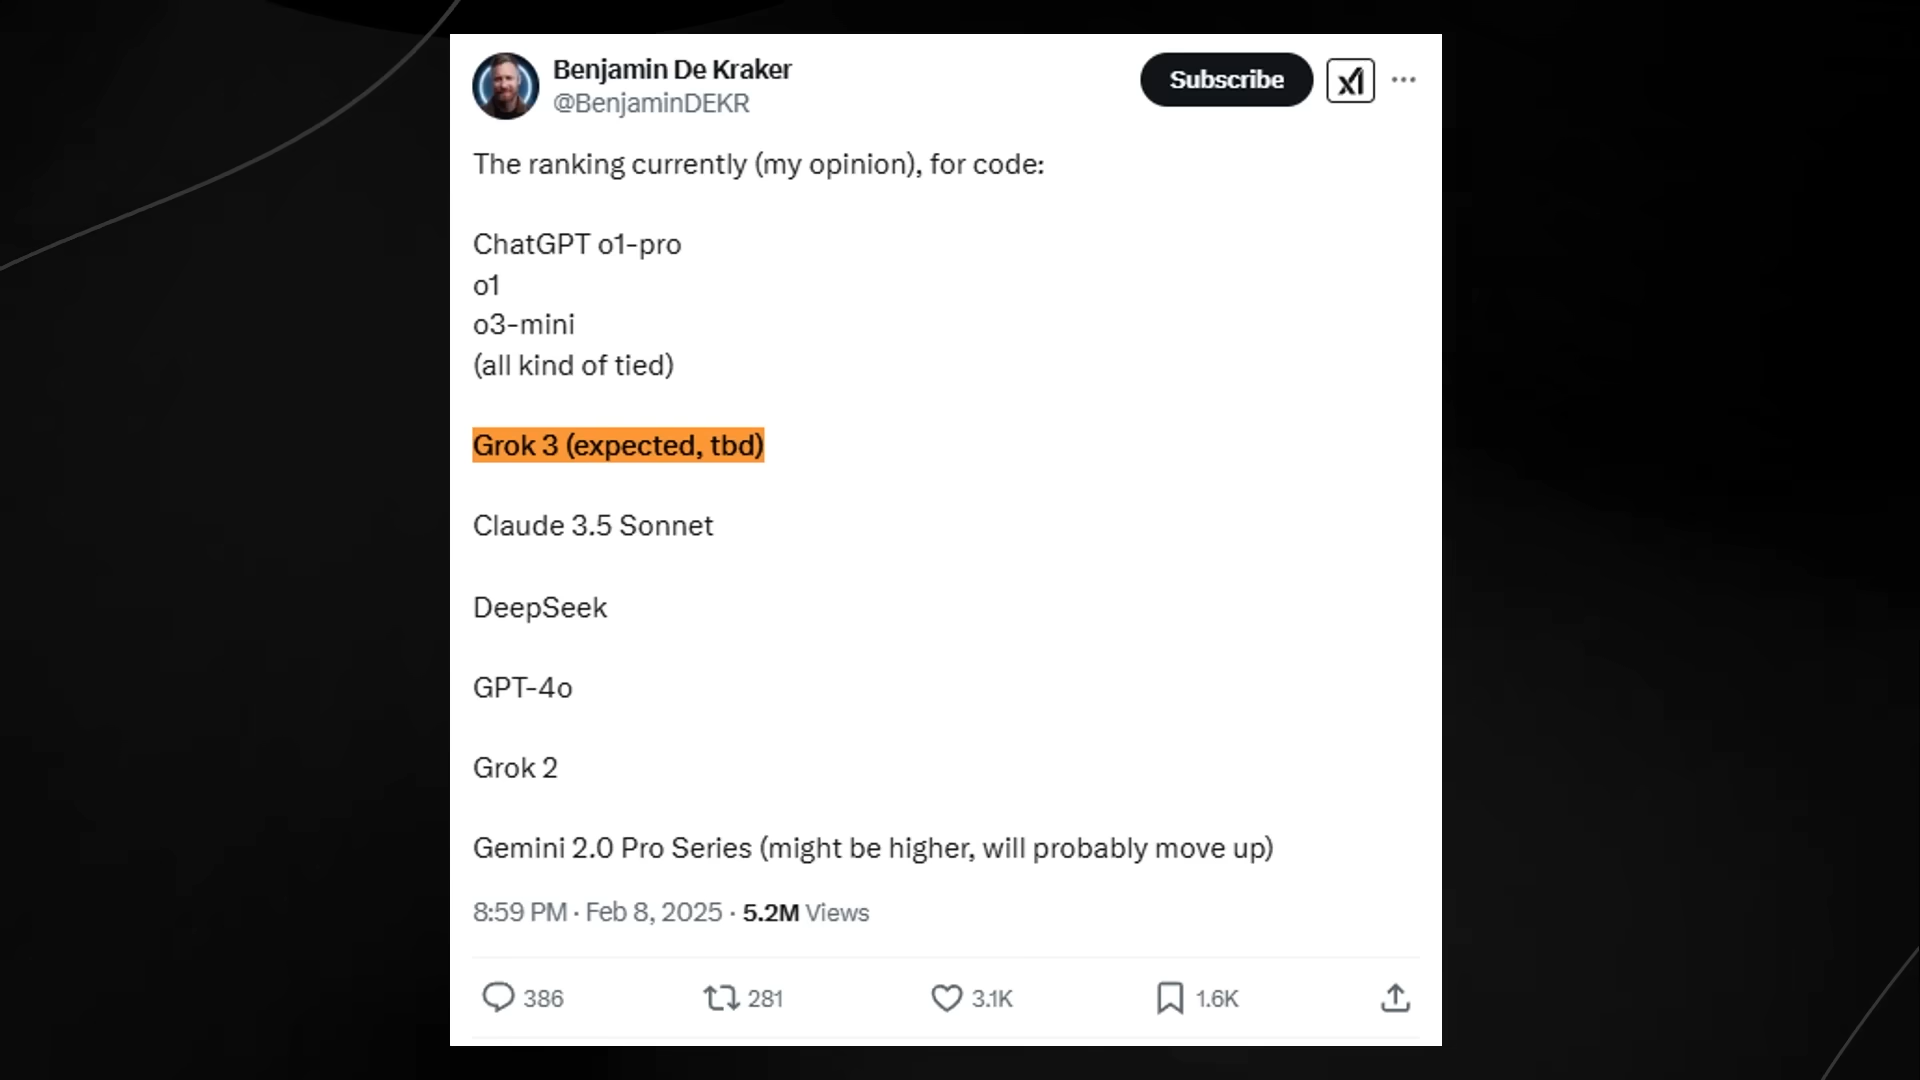 Benjamin De Kraker
@BenjaminDEKR
Subscribe
The ranking currently (my opinion), for code:
ChatGPT o1-pro
o1
o3-mini
(all kind of tied)
Grok 3 (expected, tbd)
Claude 3.5 Sonnet
DeepSeek
GPT-4o
Grok 2
Gemini 2.0 Pro Series (might be higher, will probably move up)
8:59 PM · Feb 8, 2025 · 5.2M Views
386 281 3.1K 1.6K